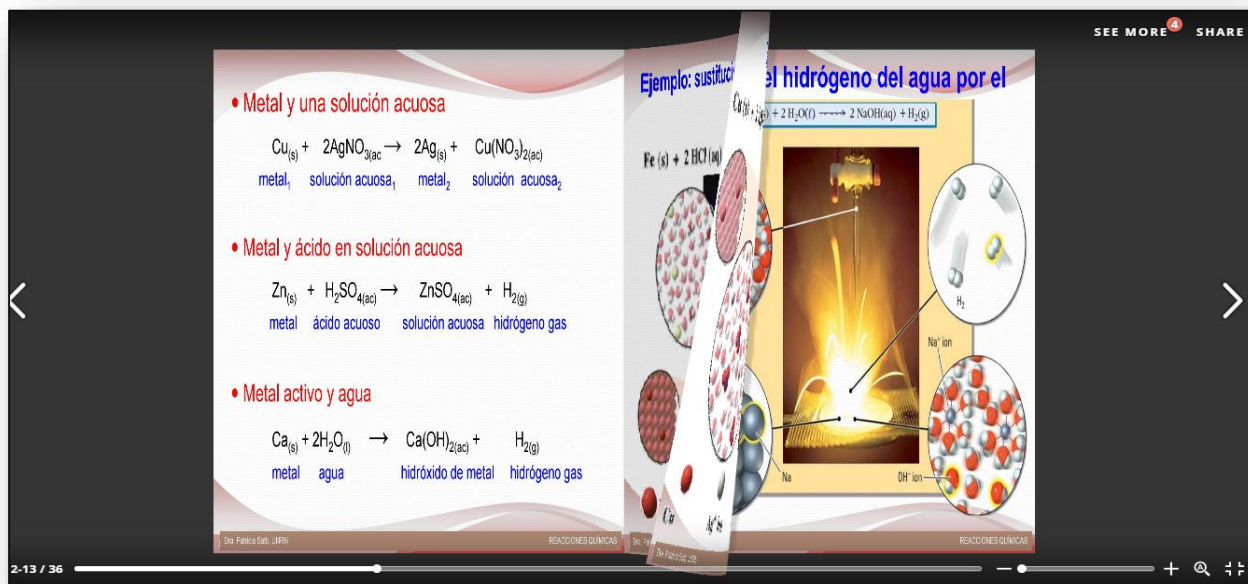 SEE MORE 4 SHARE
• Metal y una solución acuosa
Cu(s) + 2AgNO3(ac → 2Ag(s) + Cu(NO3)2(ac)
metal1 solución acuosa1 metal2 solución acuosa2
• Metal y ácido en solución acuosa
Zn(s) + H2SO4(ac) → ZnSO4(ac) + H2(g)
metal ácido acuoso solución acuosa hidrógeno gas
• Metal activo y agua
Ca(s) + 2H2O(l) → Ca(OH)2(ac) + H2(g)
metal agua hidróxido de metal hidrógeno gas
Dra. Patricia Satti, UNRN REACCIONES QUÍMICAS
Ejemplo: el hidrógeno del agua por el
+ 2 H2O(ℓ) → 2 NaOH(aq) + H2(g)
Fe (s) + 2 HCl (aq)
H2
Na+ ion
Na
OH− ion
Cu
REACCIONES QUÍMICAS
2-13 / 36